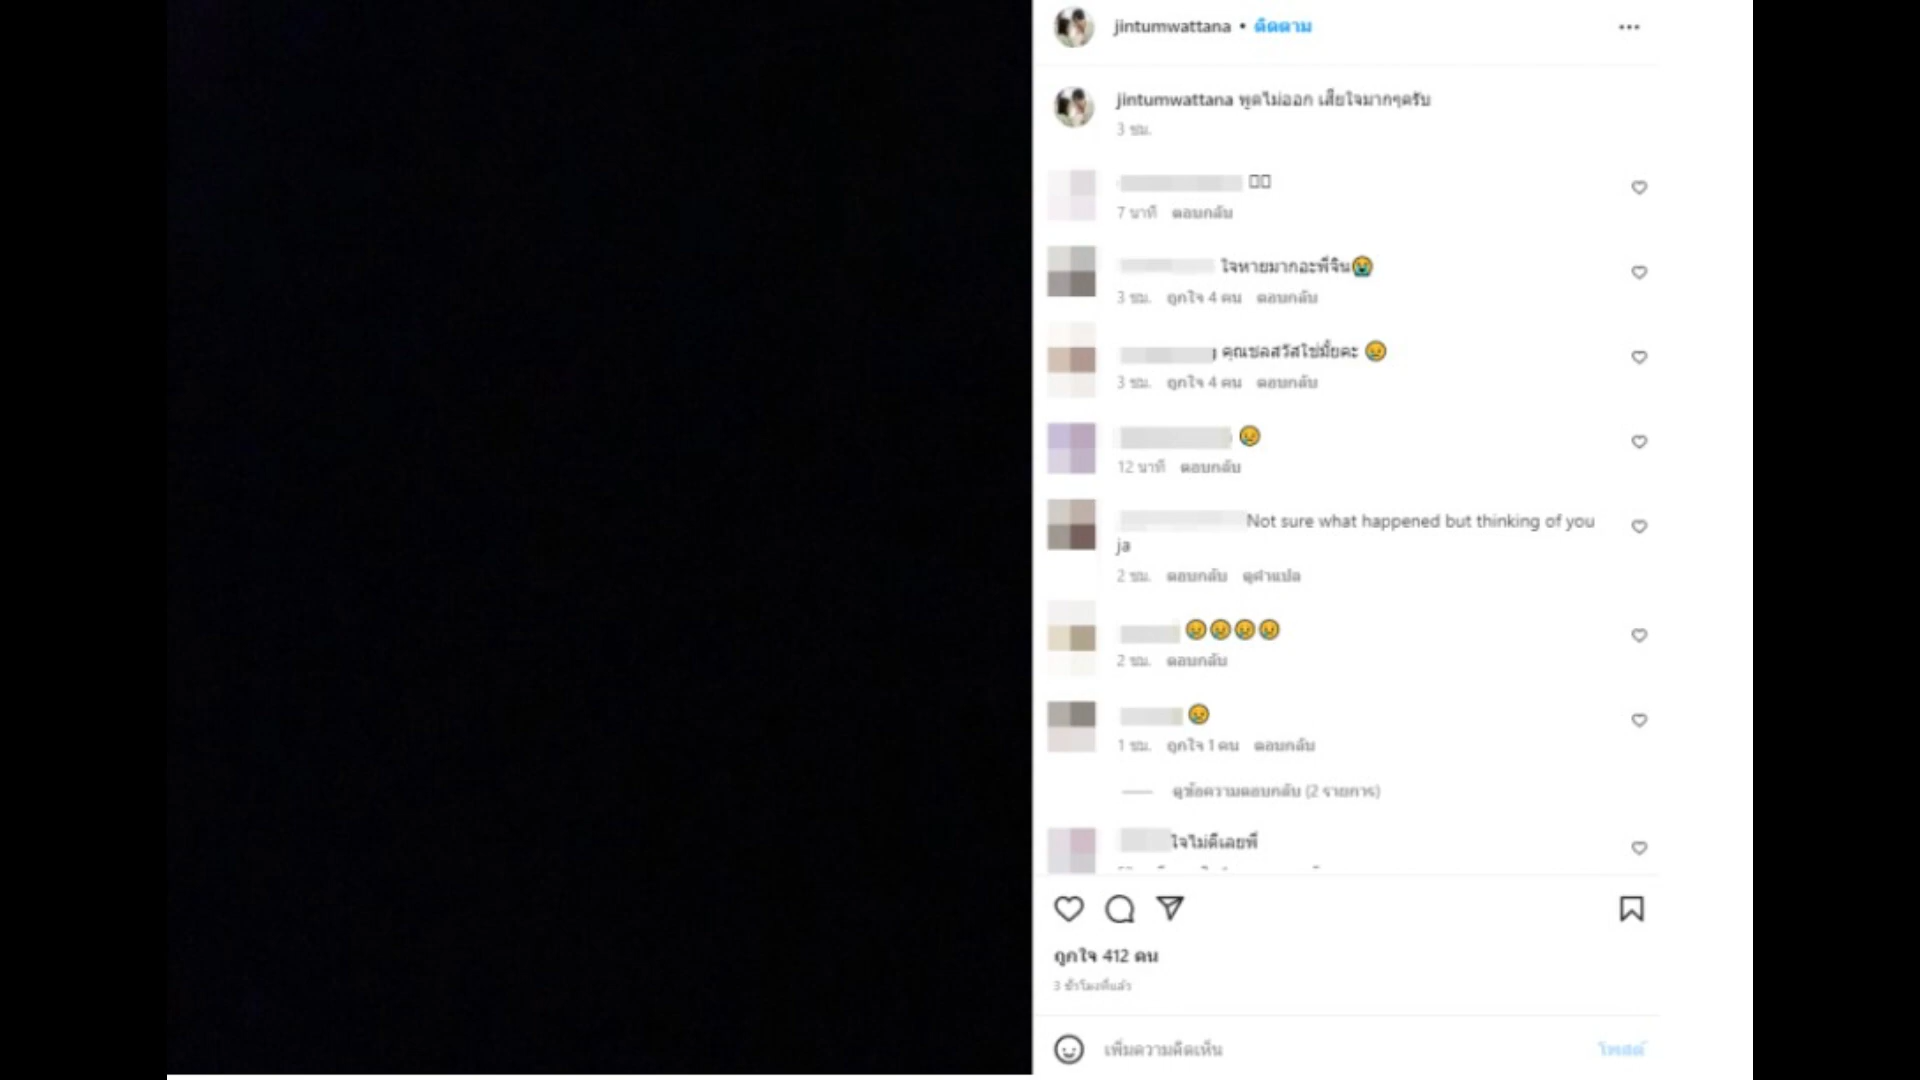 jintumwattana • ติดตาม
jintumwattana พูดไม่ออก เสียใจมากๆครับ
3 ชม.
7 นาที ตอบกลับ
ใจหายมากอะพี่จิน😭
3 ชม. ถูกใจ 4 คน ตอบกลับ
คุณชลสวัสใช่มั้ยคะ 😢
3 ชม. ถูกใจ 4 คน ตอบกลับ
😢
12 นาที ตอบกลับ
Not sure what happened but thinking of you
ja
2 ชม. ตอบกลับ ดูคำแปล
😢😢😢😢
2 ชม. ตอบกลับ
😢
1 ชม. ถูกใจ 1 คน ตอบกลับ
ดูข้อความตอบกลับ (2 รายการ)
ใจไม่ดีเลยพี่
ถูกใจ 412 คน
3 ชั่วโมงที่แล้ว
เพิ่มความคิดเห็น
โพสต์